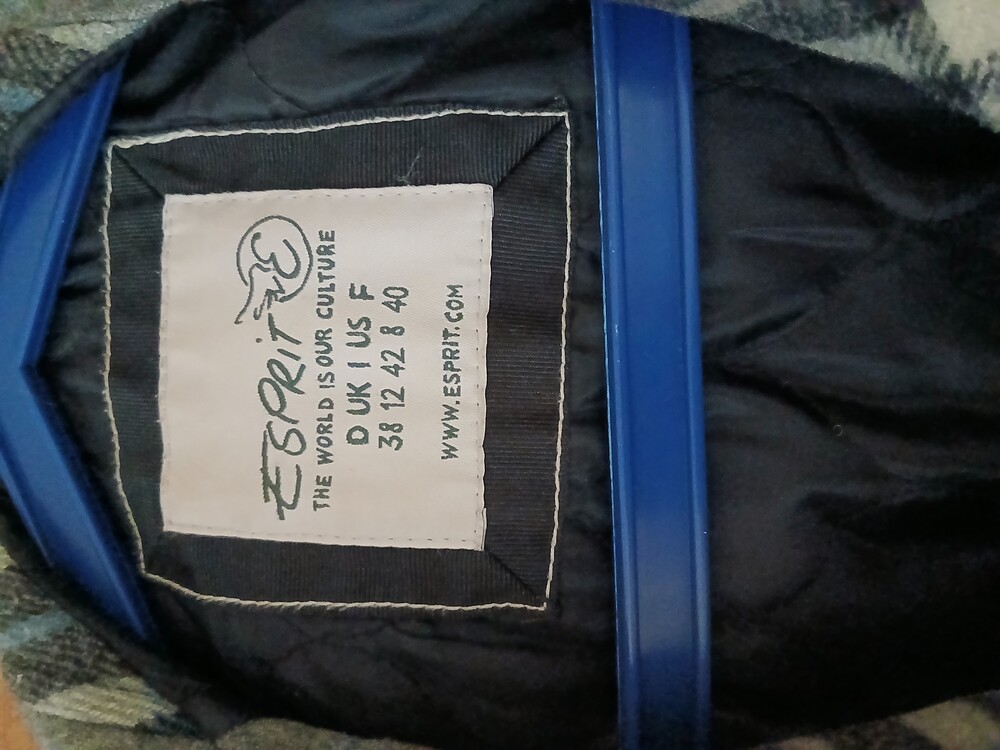 ESPRiT E
THE WORLD IS OUR CULTURE
D UK I US F
38 12 42 8 40
WWW.ESPRIT.COM